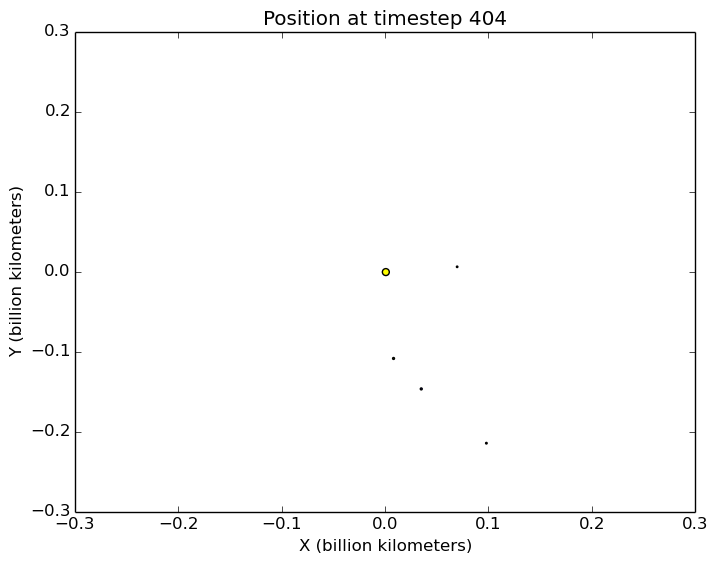 Position at timestep 404
0.3
0.2
0.1
0.0
−0.1
−0.2
−0.3
Y (billion kilometers)
−0.3 −0.2 −0.1 0.0 0.1 0.2 0.3
X (billion kilometers)